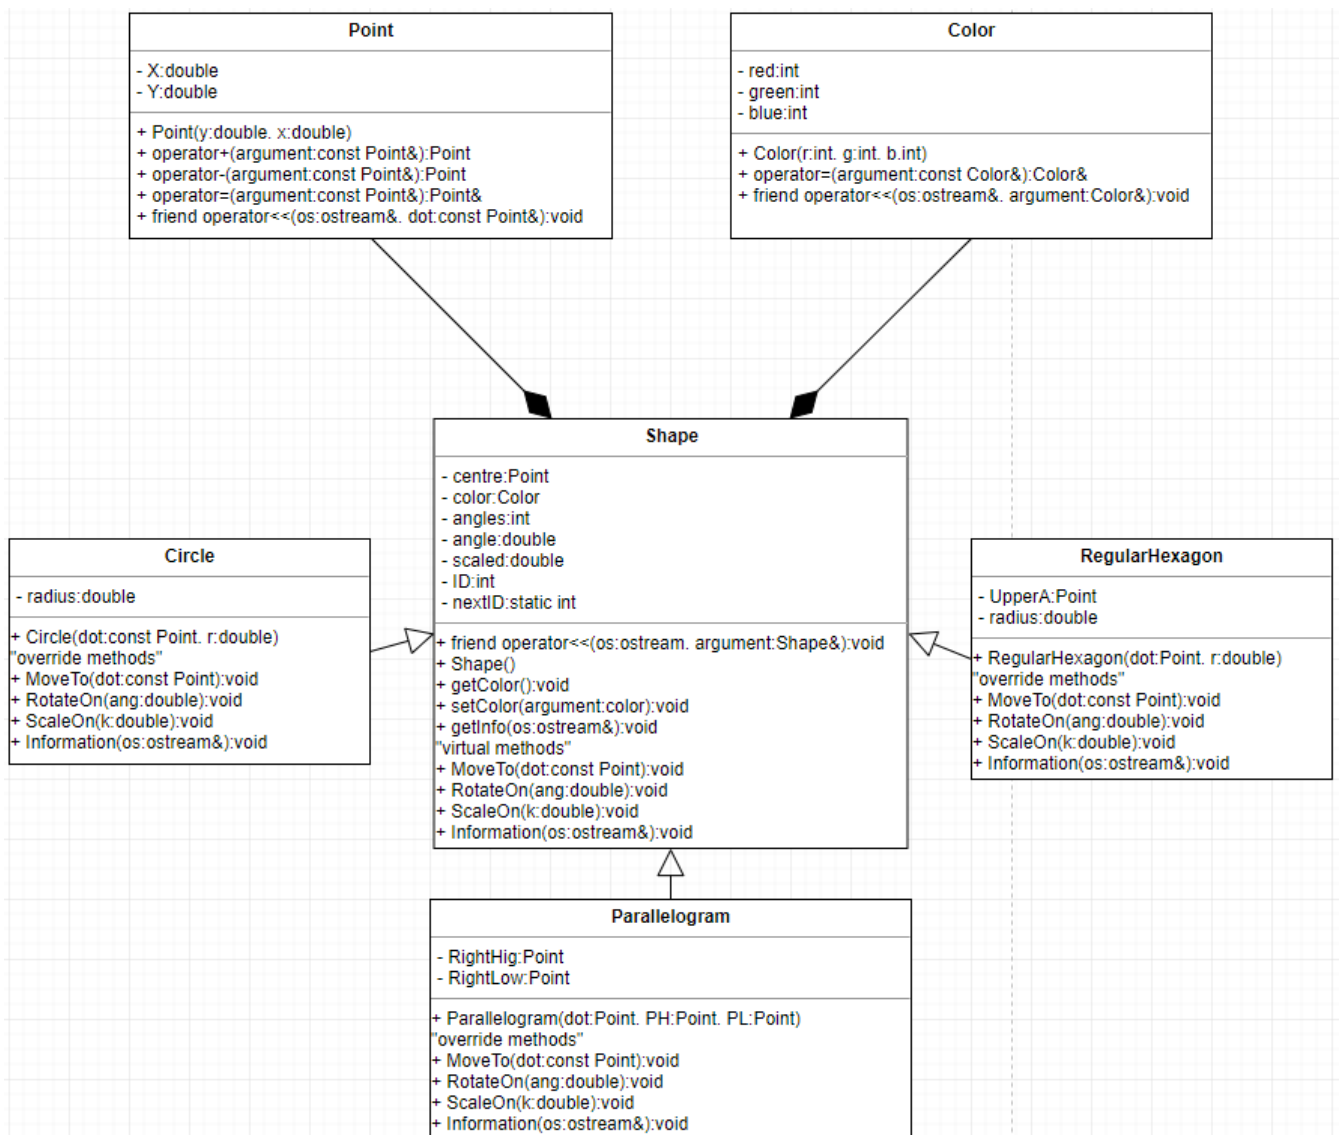 Point
- X:double
- Y:double
+ Point(y:double. x:double)
+ operator+(argument:const Point&):Point
+ operator-(argument:const Point&):Point
+ operator=(argument:const Point&):Point&
+ friend operator<<(os:ostream&. dot:const Point&):void
Color
- red:int
- green:int
- blue:int
+ Color(r:int. g:int. b.int)
+ operator=(argument:const Color&):Color&
+ friend operator<<(os:ostream&. argument:Color&):void
Shape
- centre:Point
- color:Color
- angles:int
- angle:double
- scaled:double
- ID:int
- nextID:static int
+ friend operator<<(os:ostream. argument:Shape&):void
+ Shape()
+ getColor():void
+ setColor(argument:color):void
+ getInfo(os:ostream&):void
"virtual methods"
+ MoveTo(dot:const Point):void
+ RotateOn(ang:double):void
+ ScaleOn(k:double):void
+ Information(os:ostream&):void
Circle
- radius:double
+ Circle(dot:const Point. r:double)
"override methods"
+ MoveTo(dot:const Point):void
+ RotateOn(ang:double):void
+ ScaleOn(k:double):void
+ Information(os:ostream&):void
RegularHexagon
- UpperA:Point
- radius:double
+ RegularHexagon(dot:Point. r:double)
"override methods"
+ MoveTo(dot:const Point):void
+ RotateOn(ang:double):void
+ ScaleOn(k:double):void
+ Information(os:ostream&):void
Parallelogram
- RightHig:Point
- RightLow:Point
+ Parallelogram(dot:Point. PH:Point. PL:Point)
"override methods"
+ MoveTo(dot:const Point):void
+ RotateOn(ang:double):void
+ ScaleOn(k:double):void
+ Information(os:ostream&):void